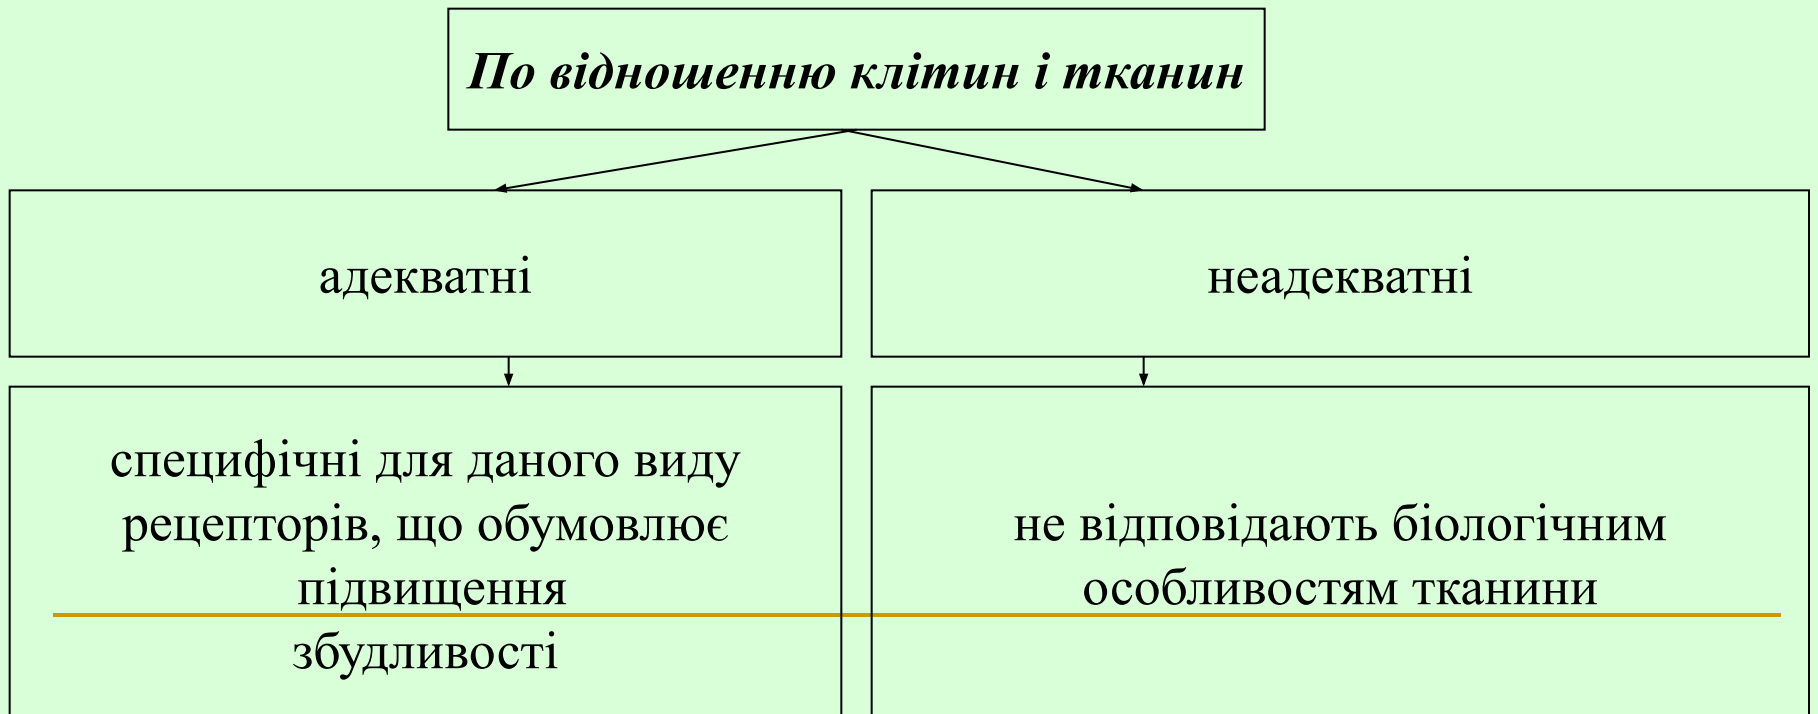 По відношенню клітин і тканин
адекватні
неадекватні
специфічні для даного виду
рецепторів, що обумовлює
підвищення
збудливості
не відповідають біологічним
особливостям тканини